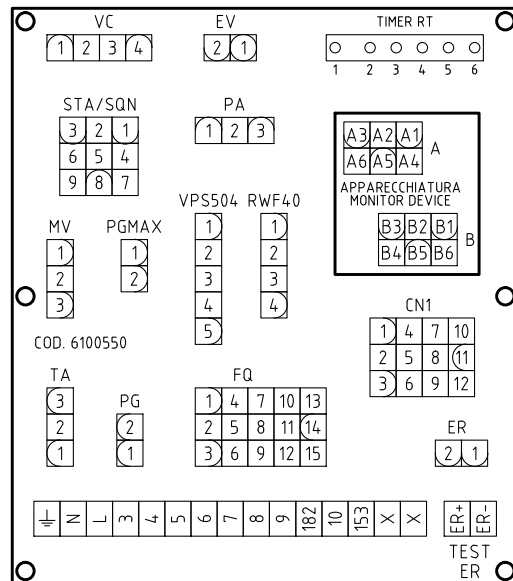 VC EV TIMER RT
1 2 3 4 2 1
1 2 3 4 5 6
STA/SQN PA
3 2 1 1 2 3
6 5 4
9 8 7
A3 A2 A1 A
A6 A5 A4
APPARECCHIATURA
MONITOR DEVICE
B3 B2 B1 B
B4 B5 B6
VPS504 RWF40
1 1
2 2
3 3
4 4
5
MV PGMAX
1 1
2 2
3
CN1
1 4 7 10
2 5 8 11
3 6 9 12
COD. 6100550
TA PG FQ
3 1 4 7 10 13
2 2 2 5 8 11 14
1 1 3 6 9 12 15
ER
2 1
N L 3 4 5 6 7 8 9 182 10 153 X X ER+ ER-
TEST
ER